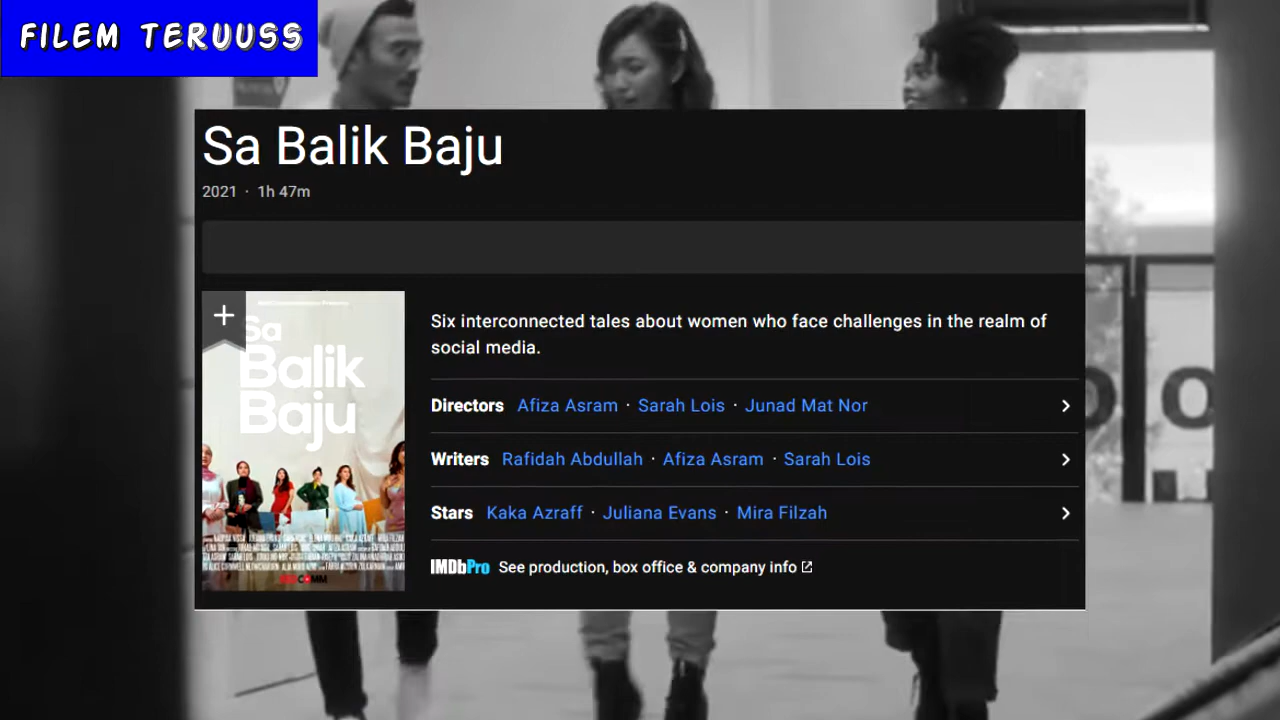 FILEM TERUUSS
Sa Balik Baju
2021 · 1h 47m
Sa
Balik
Baju
Six interconnected tales about women who face challenges in the realm of
social media.
Directors Afiza Asram · Sarah Lois · Junad Mat Nor
Writers Rafidah Abdullah · Afiza Asram · Sarah Lois
Stars Kaka Azraff · Juliana Evans · Mira Filzah
IMDbPro See production, box office & company info